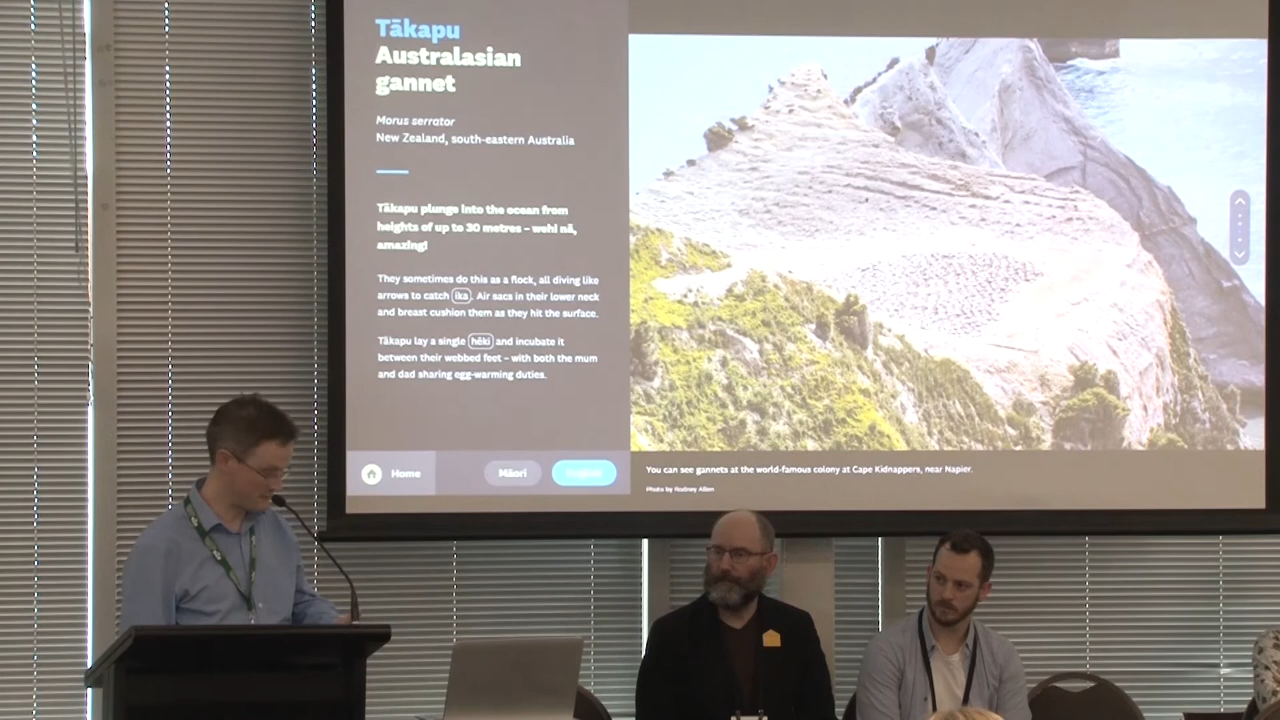 Tākapu
Australasian
gannet
Morus serrator
New Zealand, south-eastern Australia
Tākapu plunge into the ocean from
heights of up to 30 metres – wehi nā,
amazing!
They sometimes do this as a flock, all diving like
arrows to catch ika. Air sacs in their lower neck
and breast cushion them as they hit the surface.
Tākapu lay a single hēki and incubate it
between their webbed feet – with both the mum
and dad sharing egg-warming duties.
Home
Māori
You can see gannets at the world-famous colony at Cape Kidnappers, near Napier.
Photo by Rodney Allen